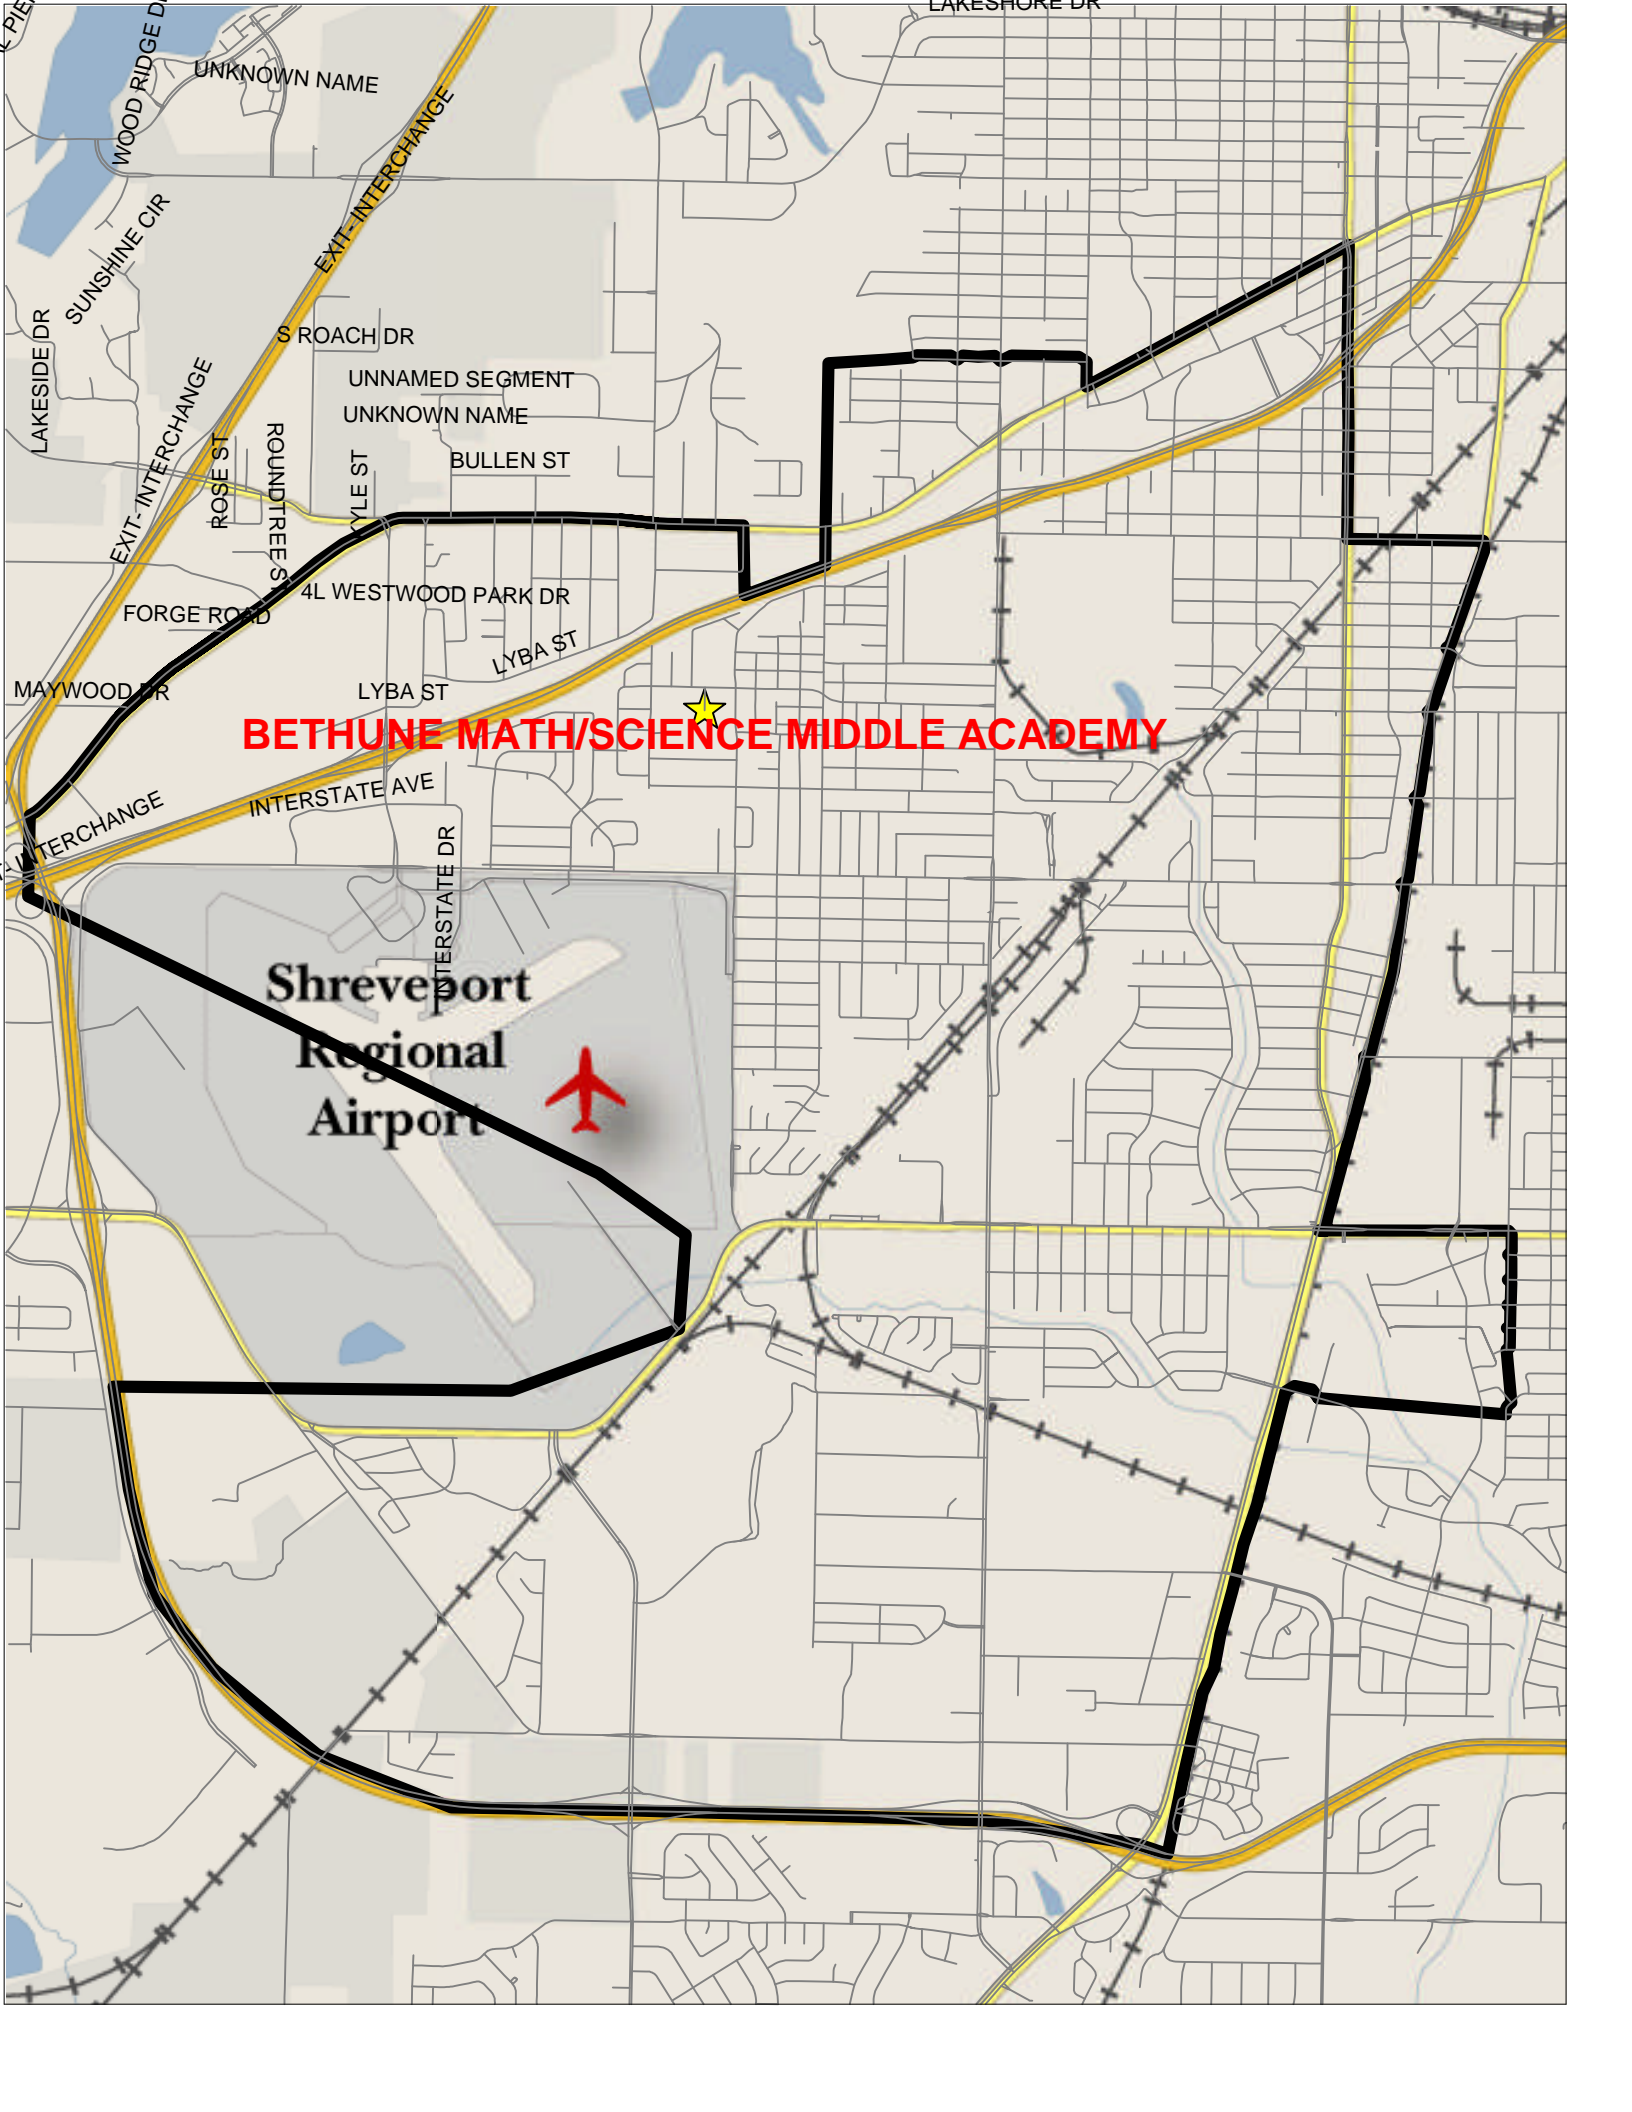 LAKESHORE DR
WOOD RIDGE
UNKNOWN NAME
EXIT- INTERCHANGE
SUNSHINE CIR
LAKESIDE DR
S ROACH DR
UNNAMED SEGMENT
UNKNOWN NAME
EXIT- INTERCHANGE
ROSE ST
ROUNDTREE ST
KYLE ST
BULLEN ST
4L WESTWOOD PARK DR
FORGE ROAD
LYBA ST
MAYWOOD DR
LYBA ST
BETHUNE MATH/SCIENCE MIDDLE ACADEMY
INTERSTATE AVE
INTERCHANGE
INTERSTATE DR
Shreveport
Regional
Airport